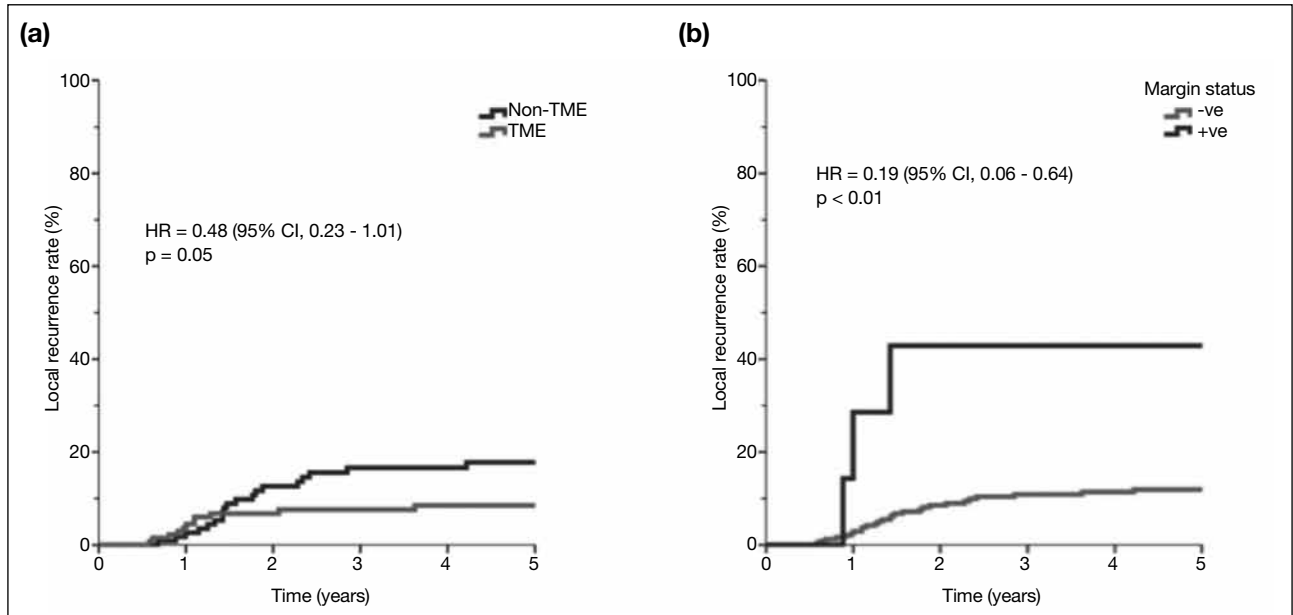 (a)
100
80
60
40
20
0
Local recurrence rate (%)
Non-TME
TME
HR = 0.48 (95% CI, 0.23 - 1.01)
p = 0.05
0 1 2 3 4 5
Time (years)
(b)
100
80
60
40
20
0
Local recurrence rate (%)
Margin status
-ve
+ve
HR = 0.19 (95% CI, 0.06 - 0.64)
p < 0.01
0 1 2 3 4 5
Time (years)